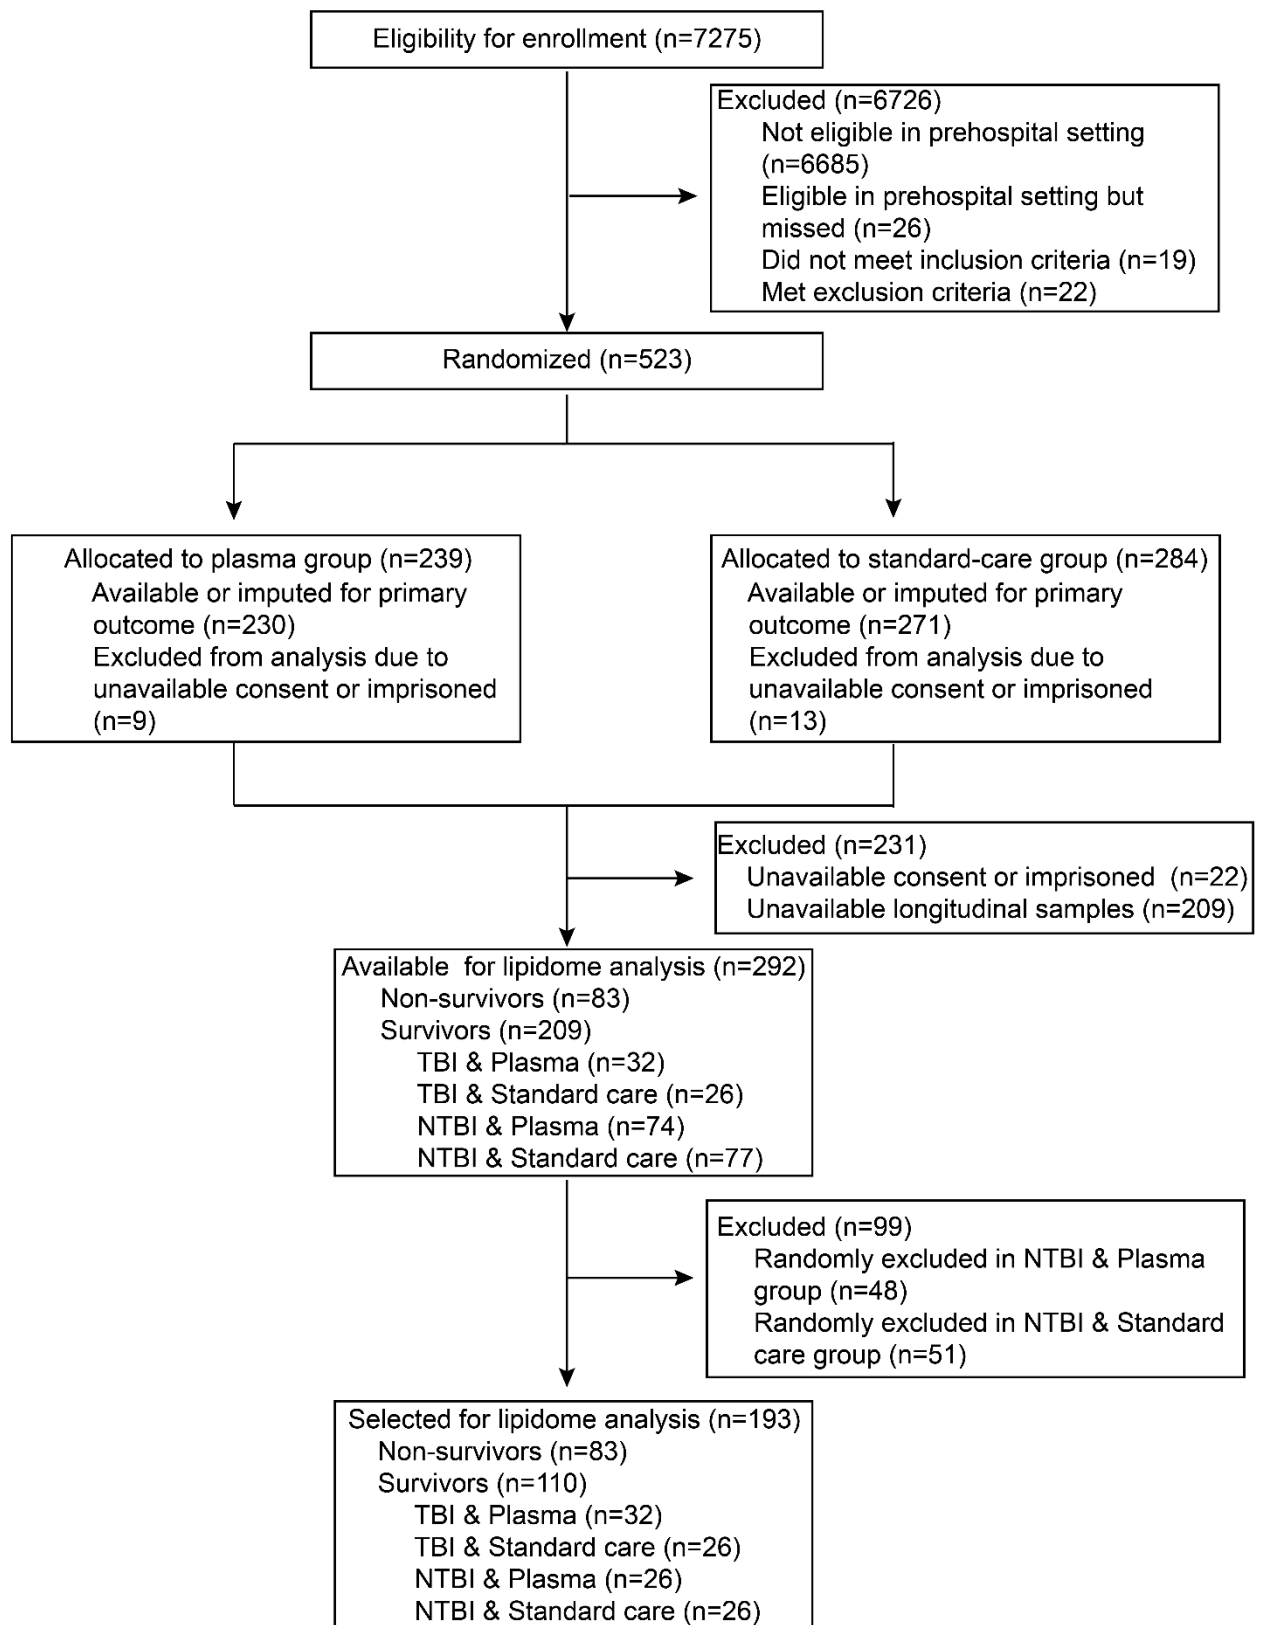 Eligibility for enrollment (n=7275)
Excluded (n=6726)
Not eligible in prehospital setting
(n=6685)
Eligible in prehospital setting but
missed (n=26)
Did not meet inclusion criteria (n=19)
Met exclusion criteria (n=22)
Randomized (n=523)
Allocated to plasma group (n=239)
Available or imputed for primary
outcome (n=230)
Excluded from analysis due to
unavailable consent or imprisoned
(n=9)
Allocated to standard-care group (n=284)
Available or imputed for primary
outcome (n=271)
Excluded from analysis due to
unavailable consent or imprisoned
(n=13)
Excluded (n=231)
Unavailable consent or imprisoned (n=22)
Unavailable longitudinal samples (n=209)
Available for lipidome analysis (n=292)
Non-survivors (n=83)
Survivors (n=209)
TBI & Plasma (n=32)
TBI & Standard care (n=26)
NTBI & Plasma (n=74)
NTBI & Standard care (n=77)
Excluded (n=99)
Randomly excluded in NTBI & Plasma
group (n=48)
Randomly excluded in NTBI & Standard
care group (n=51)
Selected for lipidome analysis (n=193)
Non-survivors (n=83)
Survivors (n=110)
TBI & Plasma (n=32)
TBI & Standard care (n=26)
NTBI & Plasma (n=26)
NTBI & Standard care (n=26)